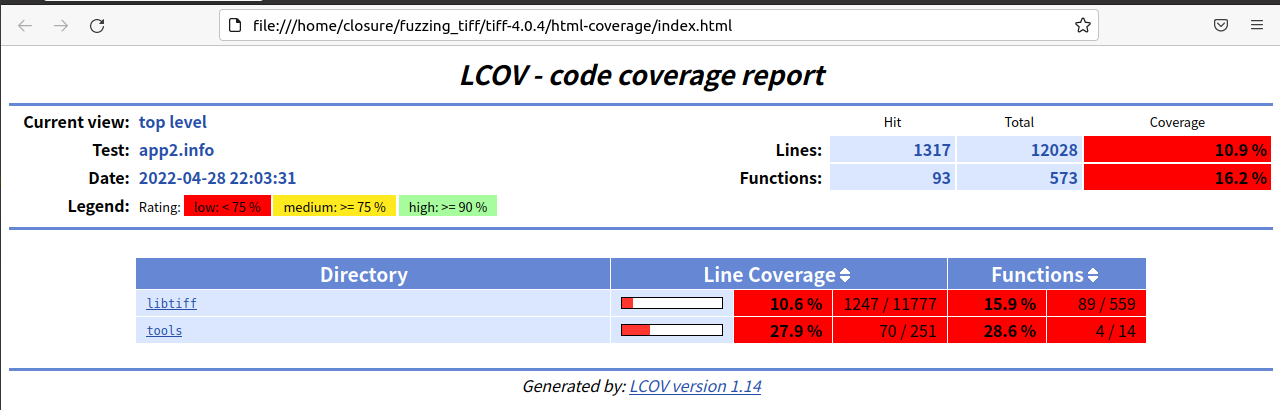 file:///home/closure/fuzzing_tiff/tiff-4.0.4/html-coverage/index.html
LCOV - code coverage report
Current view: top level
Hit Total Coverage
Test: app2.info
Lines: 1317 12028 10.9 %
Date: 2022-04-28 22:03:31
Functions: 93 573 16.2 %
Legend: Rating: low: < 75 % medium: >= 75 % high: >= 90 %
Directory Line Coverage Functions
libtiff 10.6 % 1247 / 11777 15.9 % 89 / 559
tools 27.9 % 70 / 251 28.6 % 4 / 14
Generated by: LCOV version 1.14